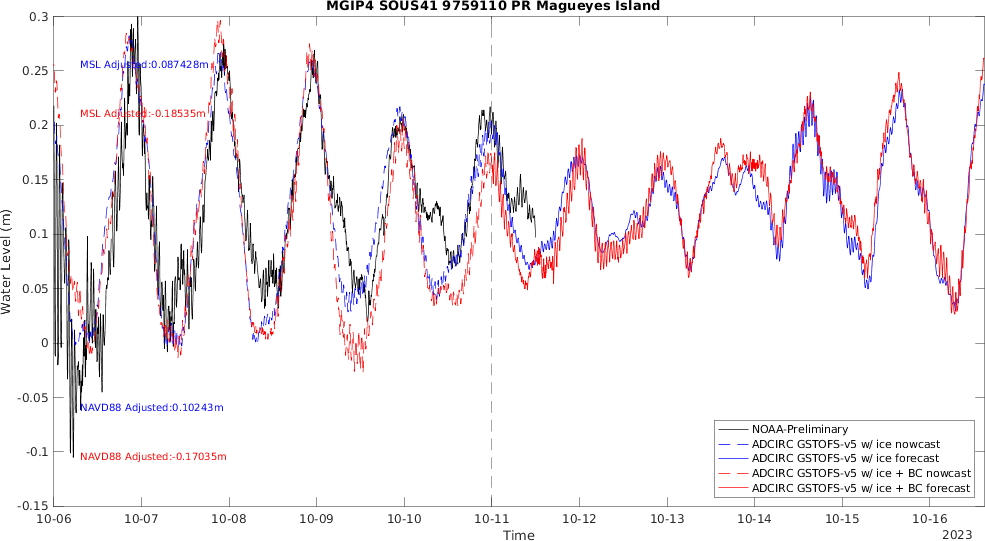 MGIP4 SOUS41 9759110 PR Magueyes Island
0.3
0.25
0.2
0.15
0.1
0.05
0
-0.05
-0.1
-0.15
Water Level (m)
MSL Adjusted:0.087428m
MSL Adjusted:-0.18535m
NAVD88 Adjusted:0.10243m
NAVD88 Adjusted:-0.17035m
NOAA-Preliminary
ADCIRC GSTOFS-v5 w/ ice nowcast
ADCIRC GSTOFS-v5 w/ ice forecast
ADCIRC GSTOFS-v5 w/ ice + BC nowcast
ADCIRC GSTOFS-v5 w/ ice + BC forecast
10-06 10-07 10-08 10-09 10-10 10-11 10-12 10-13 10-14 10-15 10-16
Time
2023